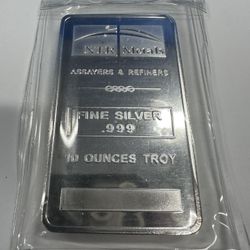 NTR Metals
ASSAYERS & REFINERS
FINE SILVER
.999
10 OUNCES TROY